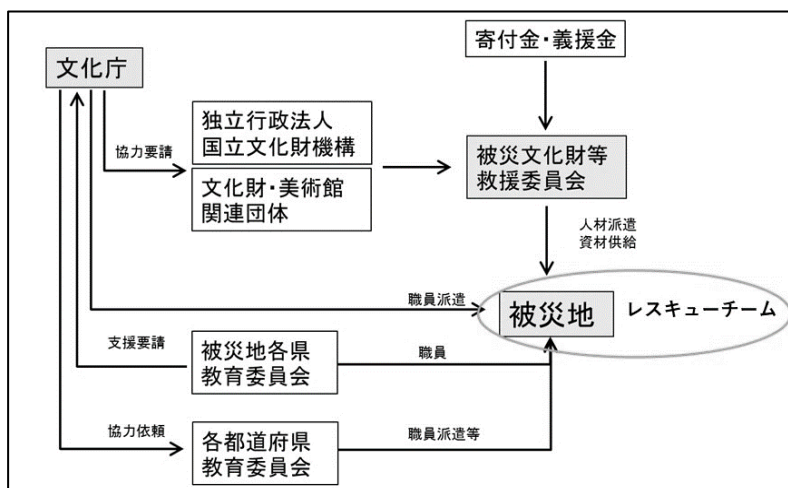 寄付金・義援金
文化庁
独立行政法人
国立文化財機構
協力要請
被災文化財等
救援委員会
文化財・美術館
関連団体
人材派遣
資材供給
職員派遣
被災地
レスキューチーム
支援要請
被災地各県
教育委員会
職員
協力依頼
各都道府県
教育委員会
職員派遣等